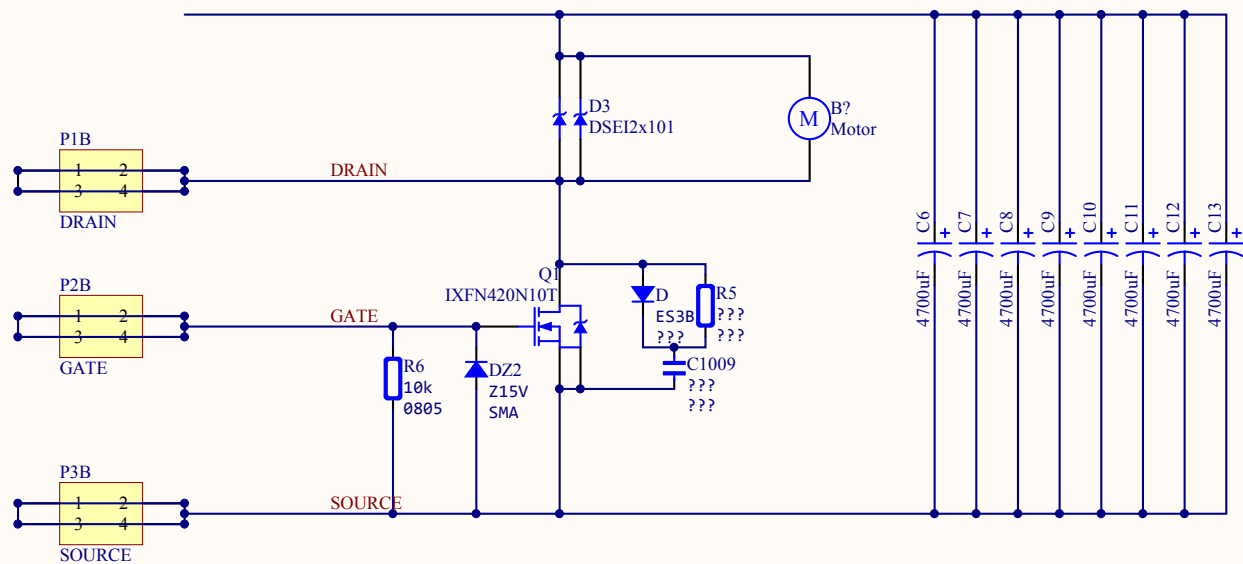 D3
DSEI2x101
M
B?
Motor
P1B
1 2
3 4
DRAIN
DRAIN
C6
4700uF
C7
4700uF
C8
4700uF
C9
4700uF
C10
4700uF
C11
4700uF
C12
4700uF
C13
4700uF
Q1
IXFN420N10T
D
ES3B
???
R5
???
???
P2B
1 2
3 4
GATE
GATE
R6
10k
0805
DZ2
Z15V
SMA
C1009
???
???
P3B
1 2
3 4
SOURCE
SOURCE